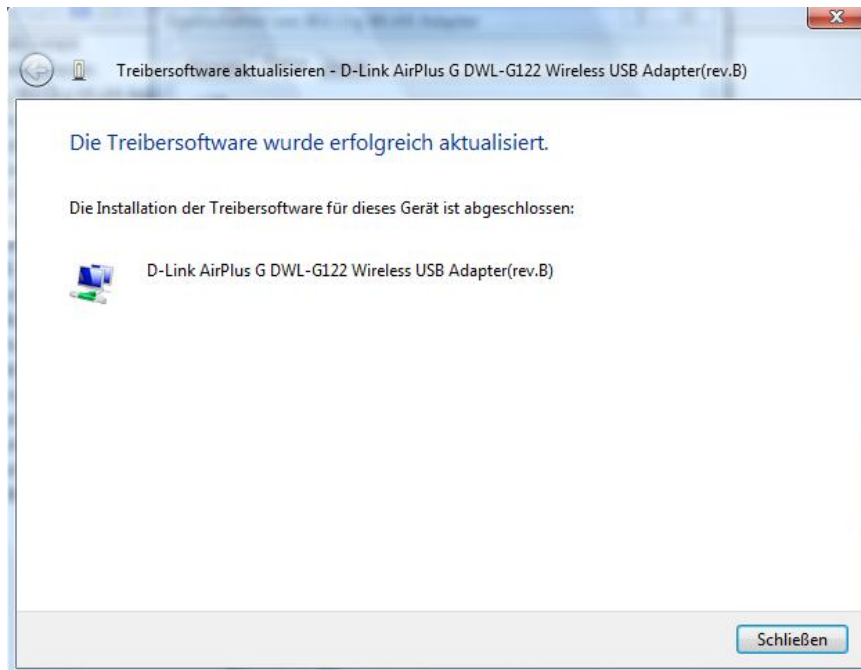 Treibersoftware aktualisieren - D-Link AirPlus G DWL-G122 Wireless USB Adapter(rev.B)
Die Treibersoftware wurde erfolgreich aktualisiert.
Die Installation der Treibersoftware für dieses Gerät ist abgeschlossen:
D-Link AirPlus G DWL-G122 Wireless USB Adapter(rev.B)
Schließen